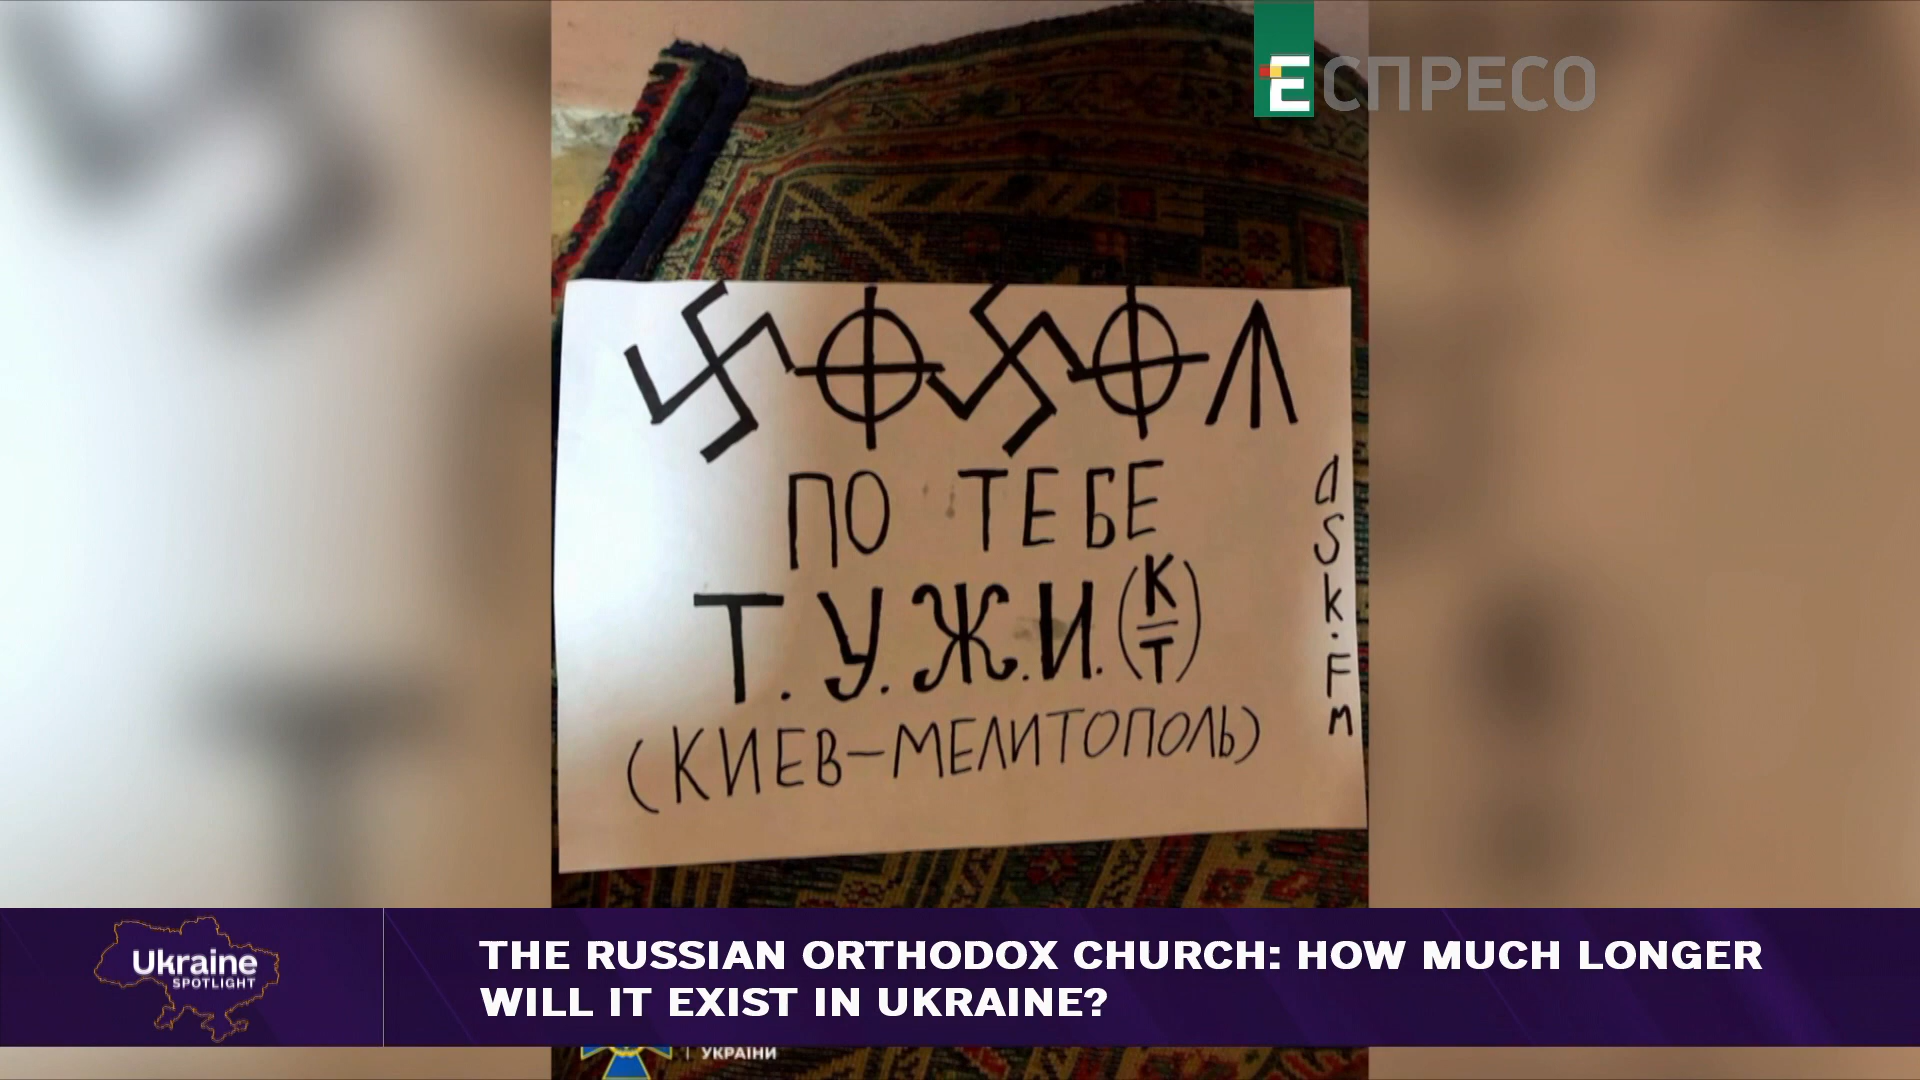 ЕСПРЕСО
ПО ТЕБЕ
Т.У.Ж.И.(К/Т)
(КИЕВ-МЕЛИТОПОЛЬ)
ask.Fm
Ukraine
SPOTLIGHT
THE RUSSIAN ORTHODOX CHURCH: HOW MUCH LONGER
WILL IT EXIST IN UKRAINE?
УКРАЇНИ